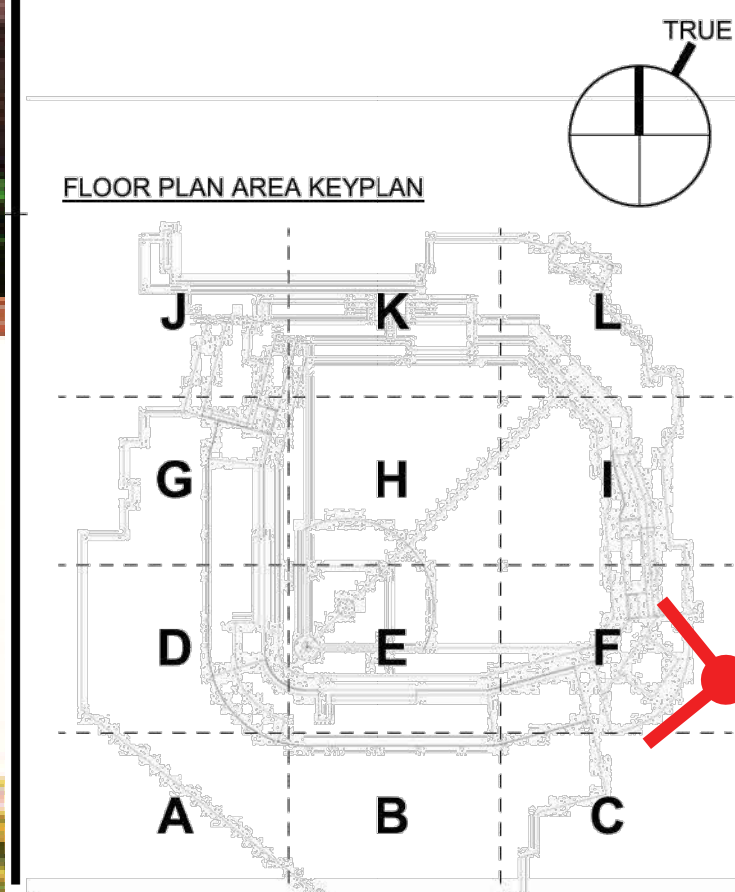 TRUE
FLOOR PLAN AREA KEYPLAN
J K L
G H I
D E F
A B C